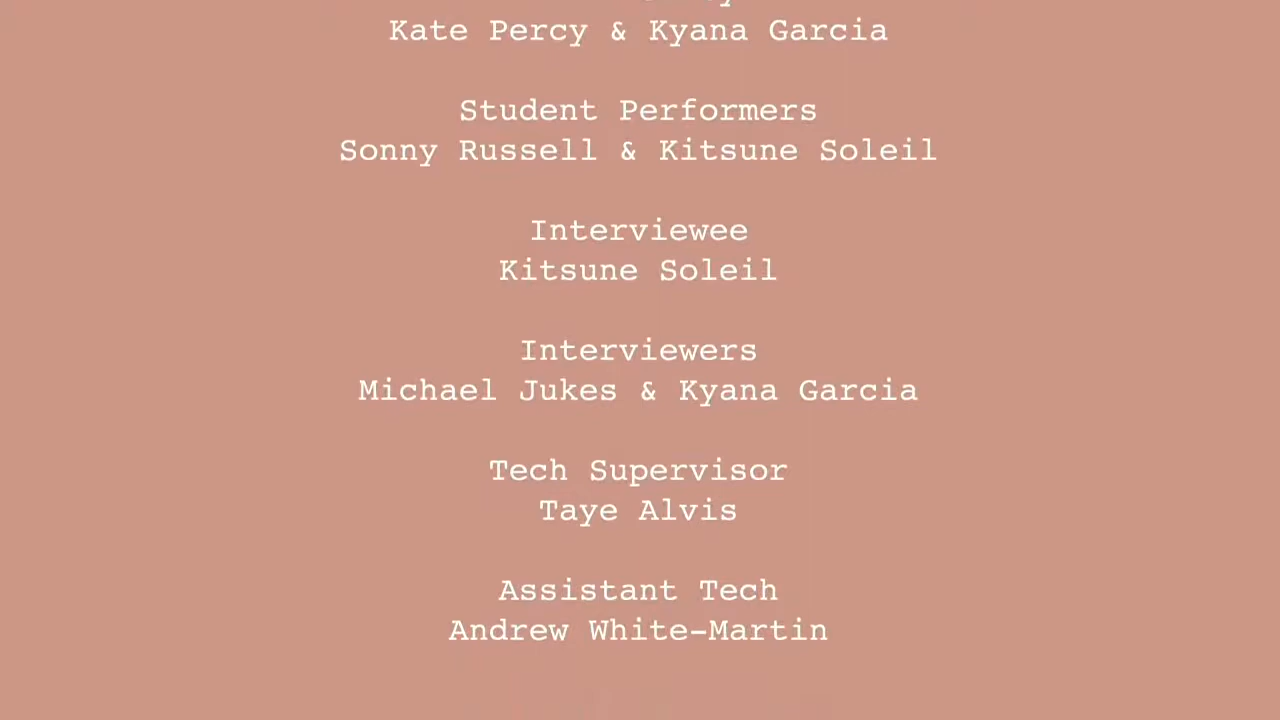 Kate Percy & Kyana Garcia
Student Performers
Sonny Russell & Kitsune Soleil
Interviewee
Kitsune Soleil
Interviewers
Michael Jukes & Kyana Garcia
Tech Supervisor
Taye Alvis
Assistant Tech
Andrew White-Martin